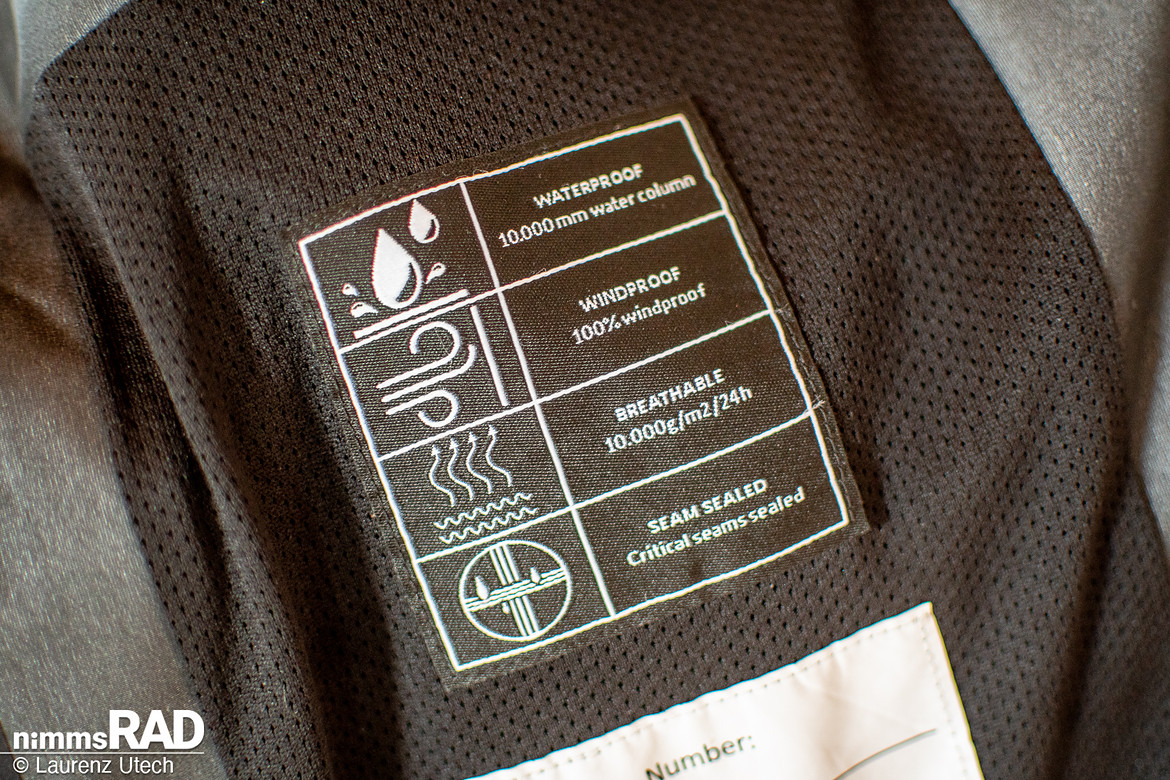 WATERPROOF
10.000 mm water column
WINDPROOF
100% windproof
BREATHABLE
10.000g/m2/24h
SEAM SEALED
Critical seams sealed
Number:
nimmsRAD
© Laurenz Utech